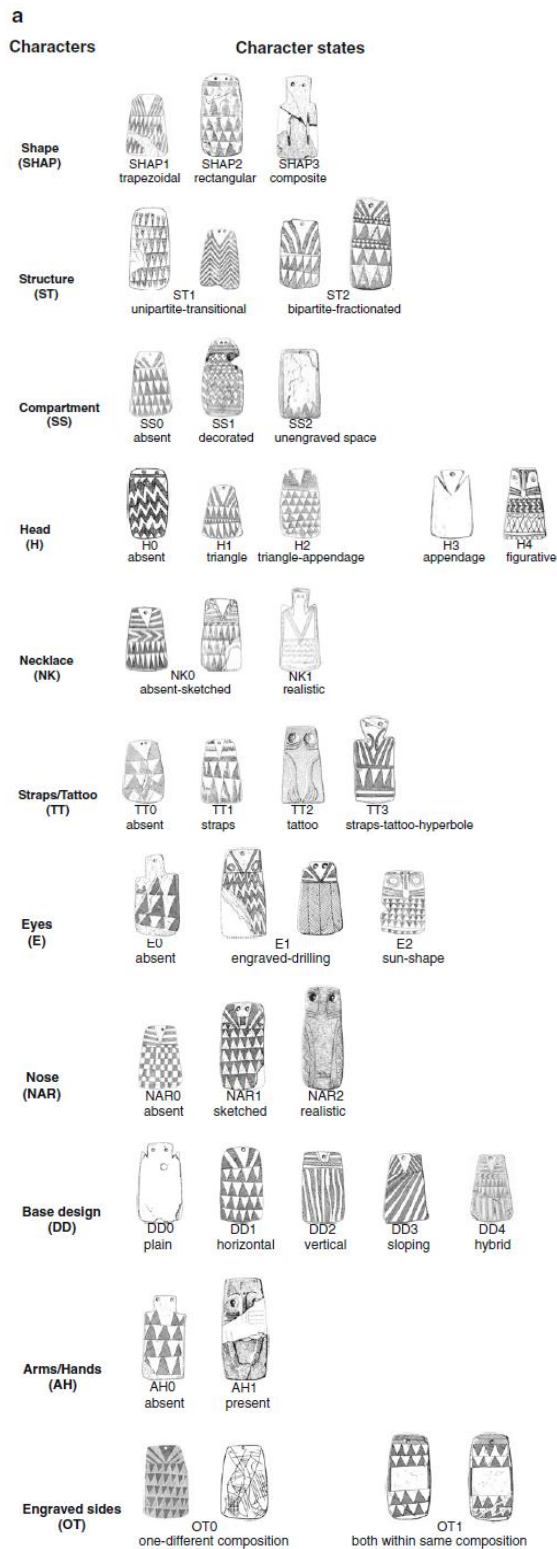 a
Characters Character states
Shape
(SHAP)
SHAP1 SHAP2 SHAP3
trapezoidal rectangular composite
Structure
(ST)
ST1 ST2
unipartite-transitional bipartite-fractionated
Compartment
(SS)
SS0 SS1 SS2
absent decorated unengraved space
Head
(H)
H0 H1 H2 H3 H4
absent triangle triangle-appendage appendage figurative
Necklace
(NK)
NK0 NK1
absent-sketched realistic
Straps/Tattoo
(TT)
TT0 TT1 TT2 TT3
absent straps tattoo straps-tattoo-hyperbole
Eyes
(E)
E0 E1 E2
absent engraved-drilling sun-shape
Nose
(NAR)
NAR0 NAR1 NAR2
absent sketched realistic
Base design
(DD)
DD0 DD1 DD2 DD3 DD4
plain horizontal vertical sloping hybrid
Arms/Hands
(AH)
AH0 AH1
absent present
Engraved sides
(OT)
OT0 OT1
one-different composition both within same composition